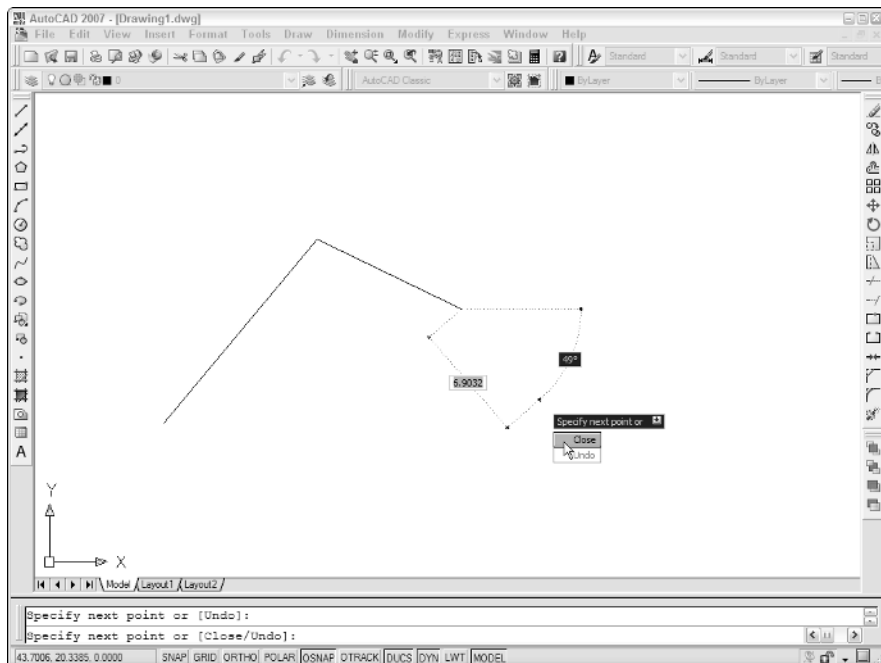 AutoCAD 2007 - [Drawing1.dwg]
File Edit View Insert Format Tools Draw Dimension Modify Express Window Help
Standard Standard Standard
0 AutoCAD Classic ByLayer ByLayer
A
49°
6.9032
Specify next point or
Close
Undo
Y
X
Model Layout1 Layout2
Specify next point or [Undo]:
Specify next point or [Close/Undo]:
43.7006, 20.3385, 0.0000 SNAP GRID ORTHO POLAR OSNAP OTRACK DUCS DYN LWT MODEL